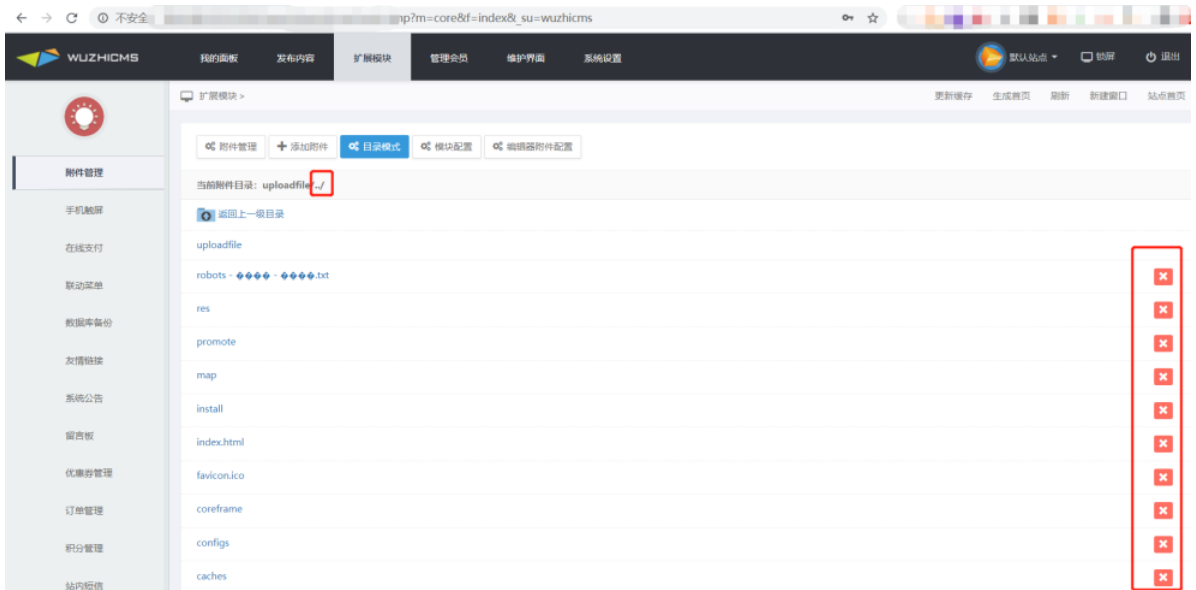 不安全 np?m=core&f=index&_su=wuzhicms
WUZHICMS 我的面板 发布内容 扩展模块 管理会员 维护界面 系统设置 默认站点 锁屏 退出
扩展模块 > 更新缓存 生成首页 刷新 新建窗口 站点首页
附件管理 添加附件 目录模式 模块配置 编辑器附件配置
附件管理
当前附件目录：uploadfile/../
手机触屏
返回上一级目录
在线支付
uploadfile
robots - ���� - ����.txt
联动菜单
res
数据库备份
promote
友情链接
map
系统公告
install
留言板
index.html
优惠券管理
favicon.ico
订单管理
coreframe
积分管理
configs
站内短信
caches